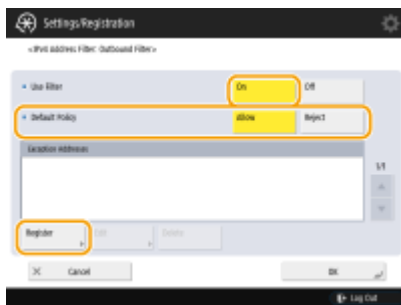 Settings/Registration
<IPv4 Address Filter: Outbound Filter>
Use Filter
On
Off
Default Policy
Allow
Reject
Exception Addresses
1/1
Register
Edit
Delete
Cancel
OK
Log Out